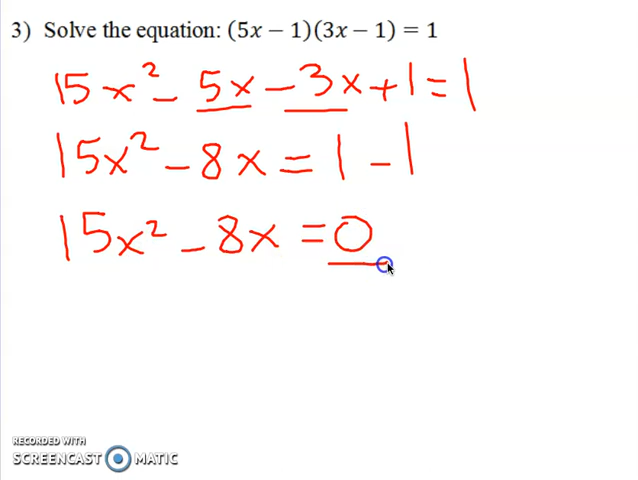 3) Solve the equation: (5x − 1)(3x − 1) = 1
15x² − 5x − 3x + 1 = 1
15x² − 8x = 1 − 1
15x² − 8x = 0
RECORDED WITH
SCREENCAST MATIC